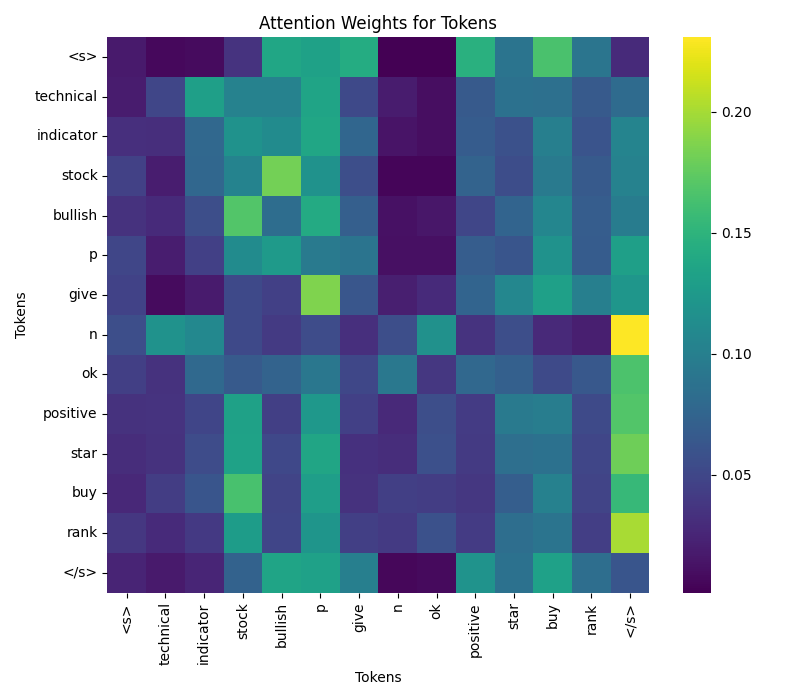 Attention Weights for Tokens
<s>
technical
indicator
stock
bullish
p
give
n
ok
positive
star
buy
rank
</s>
Tokens
<s>
technical
indicator
stock
bullish
p
give
n
ok
positive
star
buy
rank
</s>
Tokens
0.20
0.15
0.10
0.05